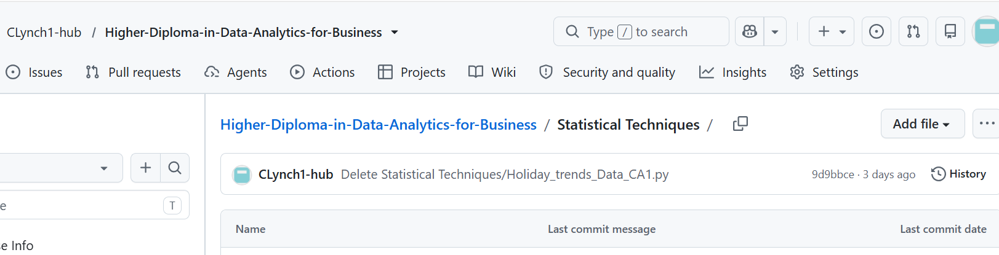 CLynch1-hub / Higher-Diploma-in-Data-Analytics-for-Business
Type / to search
Issues Pull requests Agents Actions Projects Wiki Security and quality Insights Settings
Higher-Diploma-in-Data-Analytics-for-Business / Statistical Techniques /
Add file
CLynch1-hub Delete Statistical Techniques/Holiday_trends_Data_CA1.py 9d9bbce · 3 days ago History
e T
Name Last commit message Last commit date
se Info